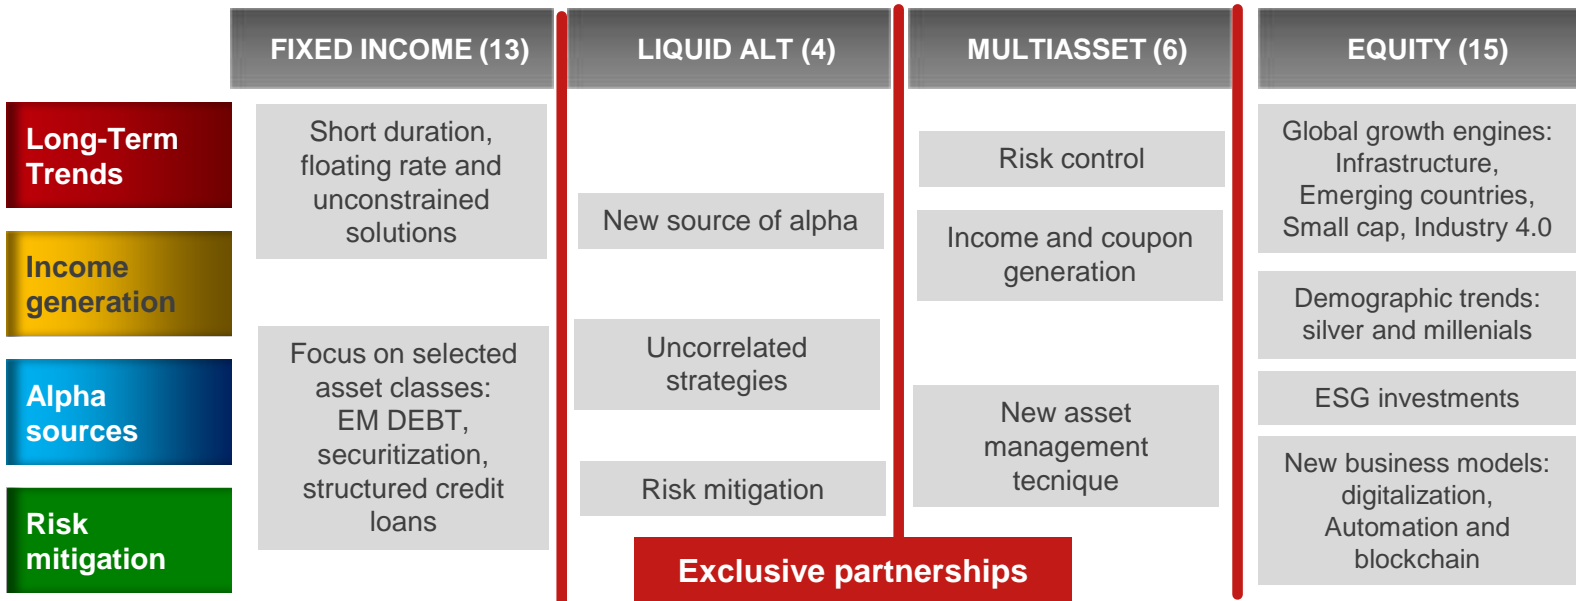 FIXED INCOME (13)
LIQUID ALT (4)
MULTIASSET (6)
EQUITY (15)
Long-Term
Trends
Income
generation
Alpha
sources
Risk
mitigation
Short duration,
floating rate and
unconstrained
solutions
Focus on selected
asset classes:
EM DEBT,
securitization,
structured credit
loans
New source of alpha
Uncorrelated
strategies
Risk mitigation
Risk control
Income and coupon
generation
New asset
management
tecnique
Global growth engines:
Infrastructure,
Emerging countries,
Small cap, Industry 4.0
Demographic trends:
silver and millenials
ESG investments
New business models:
digitalization,
Automation and
blockchain
Exclusive partnerships